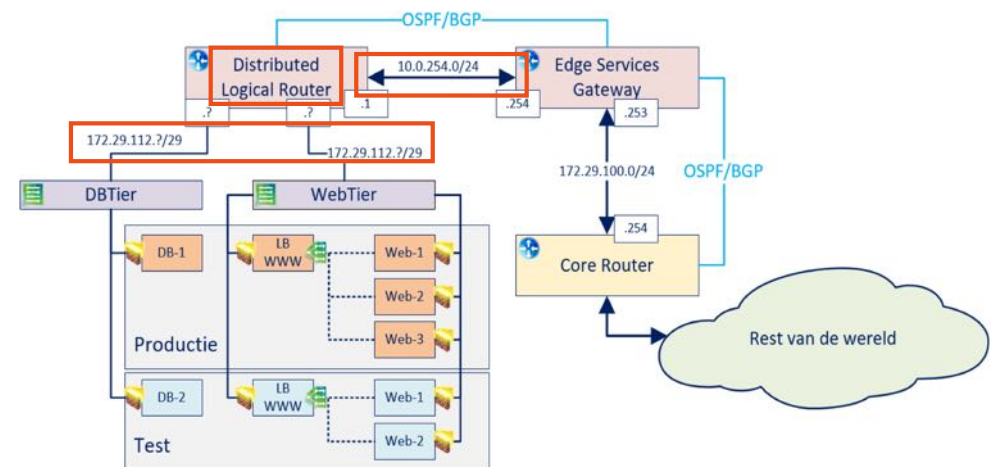 OSPF/BGP
Distributed
Logical Router
10.0.254.0/24
Edge Services
Gateway
.?
.?
.1
.254
.253
172.29.112.?/29
172.29.112.?/29
172.29.100.0/24
OSPF/BGP
DBTier
WebTier
.254
Core Router
DB-1
LB
WWW
Web-1
Web-2
Web-3
Productie
Rest van de wereld
DB-2
LB
WWW
Web-1
Web-2
Test